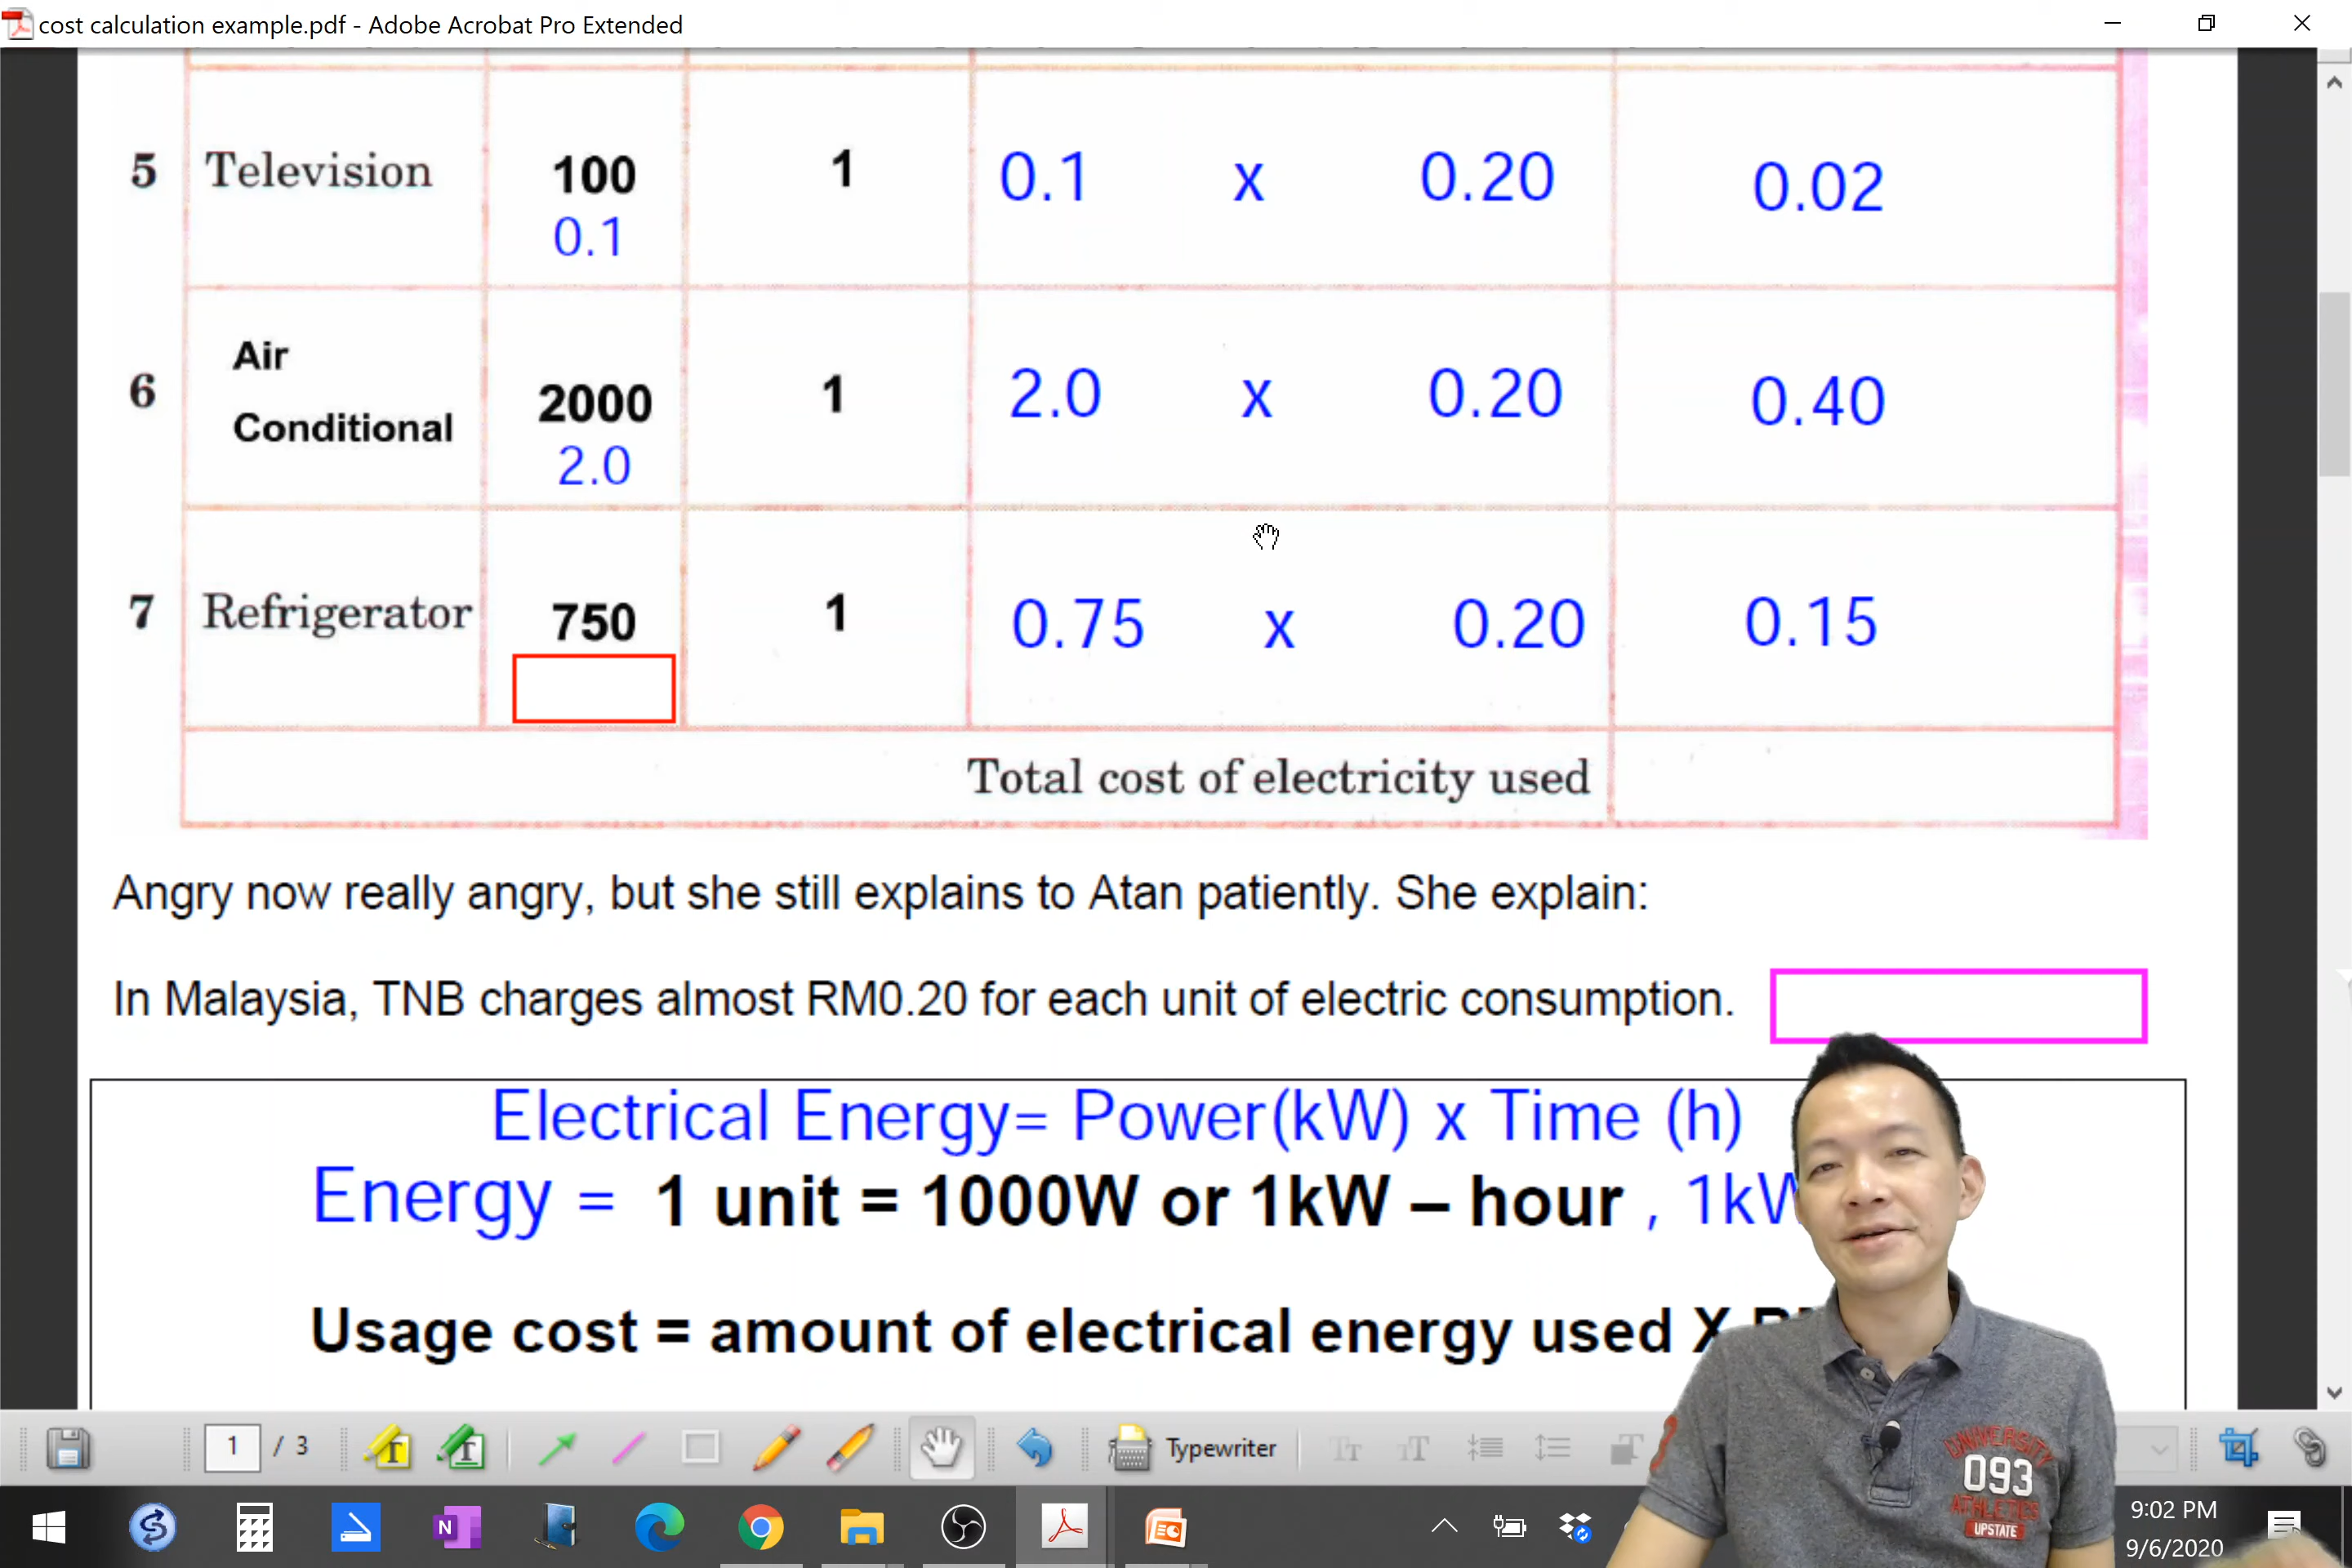 cost calculation example.pdf - Adobe Acrobat Pro Extended
5 Television 100 1 0.1 x 0.20 0.02
0.1
6 Air Conditional 2000 1 2.0 x 0.20 0.40
2.0
7 Refrigerator 750 1 0.75 x 0.20 0.15
Total cost of electricity used
Angry now really angry, but she still explains to Atan patiently. She explain:
In Malaysia, TNB charges almost RM0.20 for each unit of electric consumption.
Electrical Energy= Power(kW) x Time (h)
Energy = 1 unit = 1000W or 1kW – hour , 1kW
Usage cost = amount of electrical energy used X
1 / 3 T T Typewriter TT TT T
UNIVERSITY
093
ATHLETICS
UPSTATE
N
9:02 PM
9/6/2020